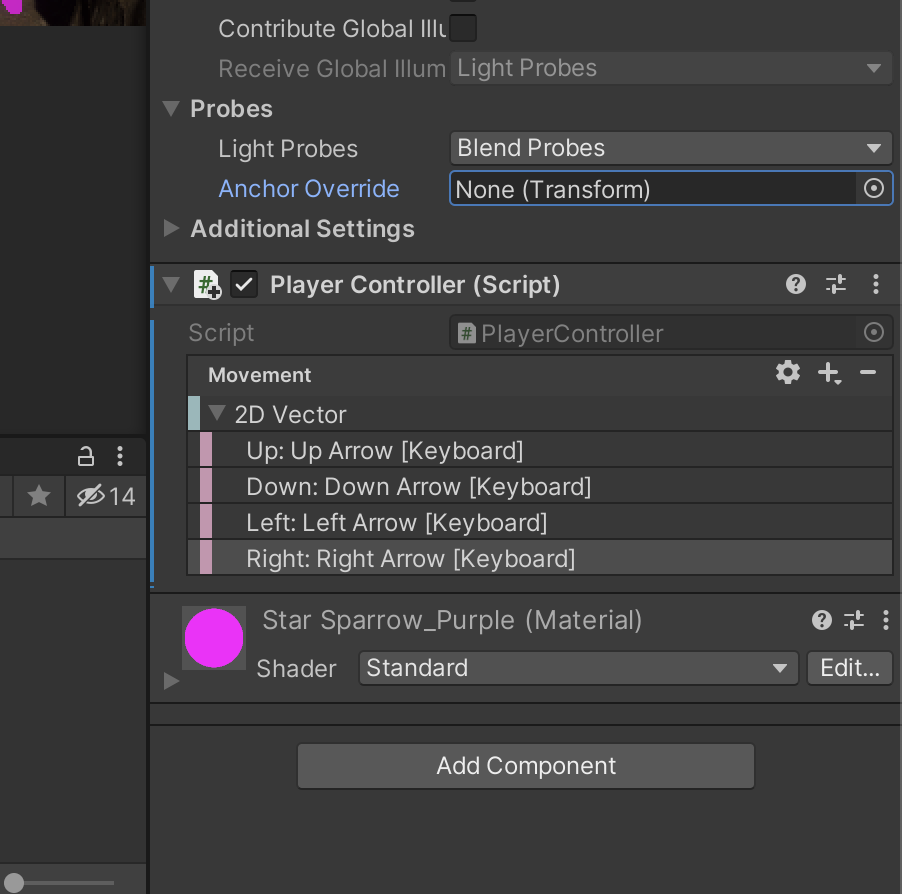 Contribute Global Illu
Receive Global Illum Light Probes
Probes
Light Probes Blend Probes
Anchor Override None (Transform)
Additional Settings
# Player Controller (Script)
Script # PlayerController
Movement
2D Vector
Up: Up Arrow [Keyboard]
Down: Down Arrow [Keyboard]
14
Left: Left Arrow [Keyboard]
Right: Right Arrow [Keyboard]
Star Sparrow_Purple (Material)
Shader Standard Edit...
Add Component